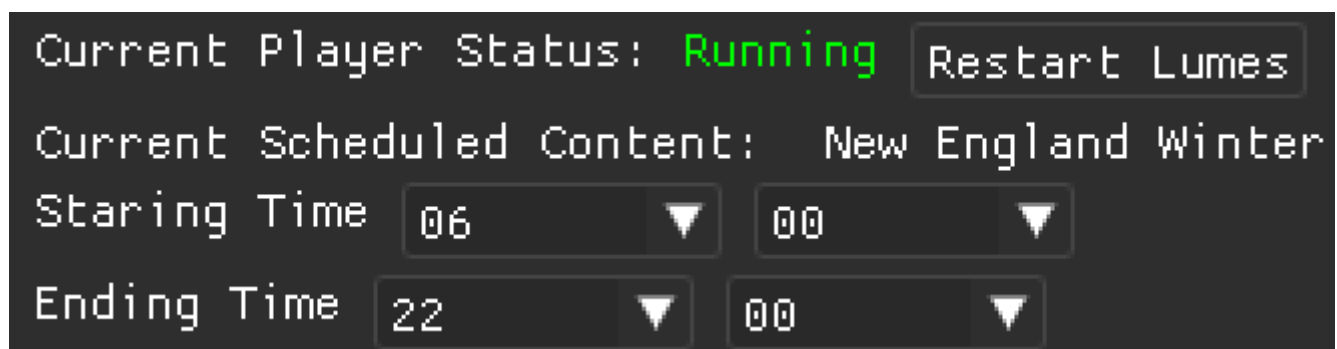 Current Player Status: Running Restart Lumes
Current Scheduled Content: New England Winter
Staring Time 06 00
Ending Time 22 00